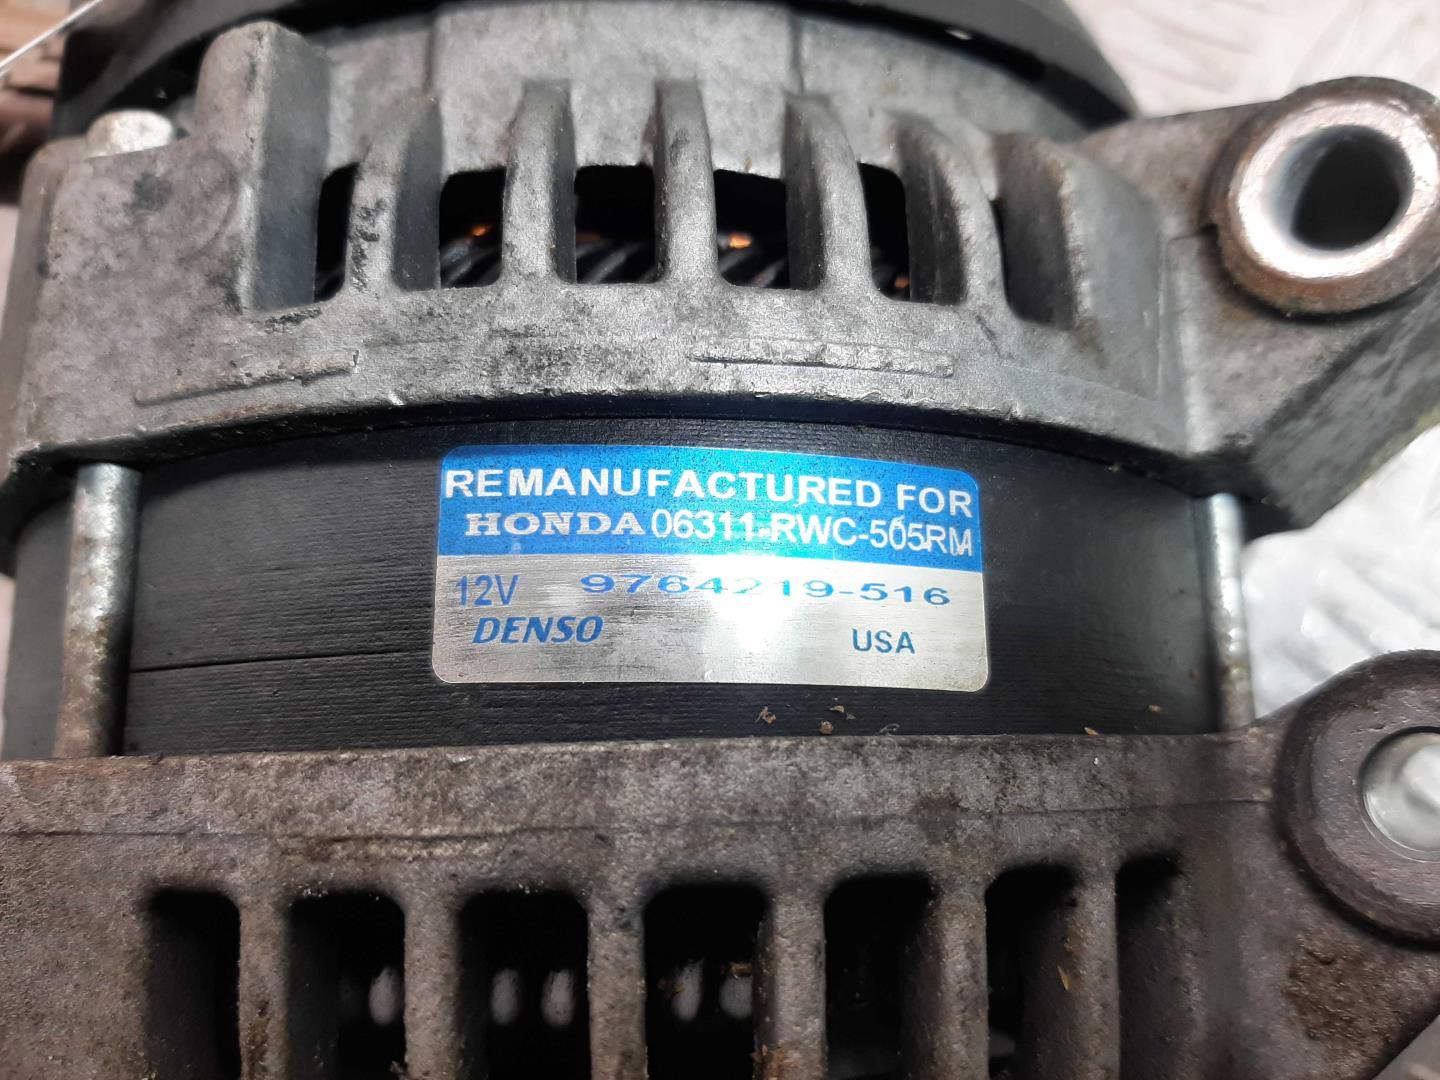 REMANUFACTURED FOR
HONDA 06311-RWC-505RM
12V 9764219-516
DENSO USA